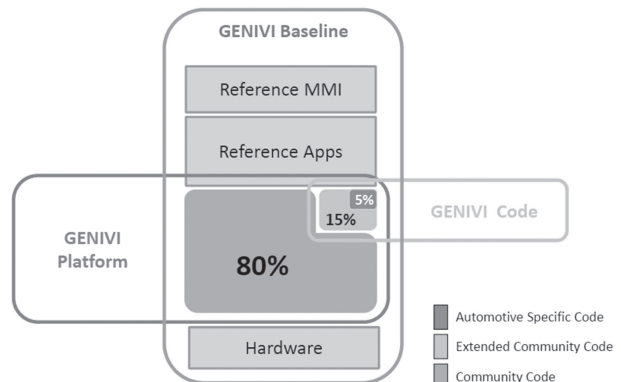 GENIVI Baseline
Reference MMI
Reference Apps
5%
15%
GENIVI Code
GENIVI
Platform
80%
Hardware
Automotive Specific Code
Extended Community Code
Community Code